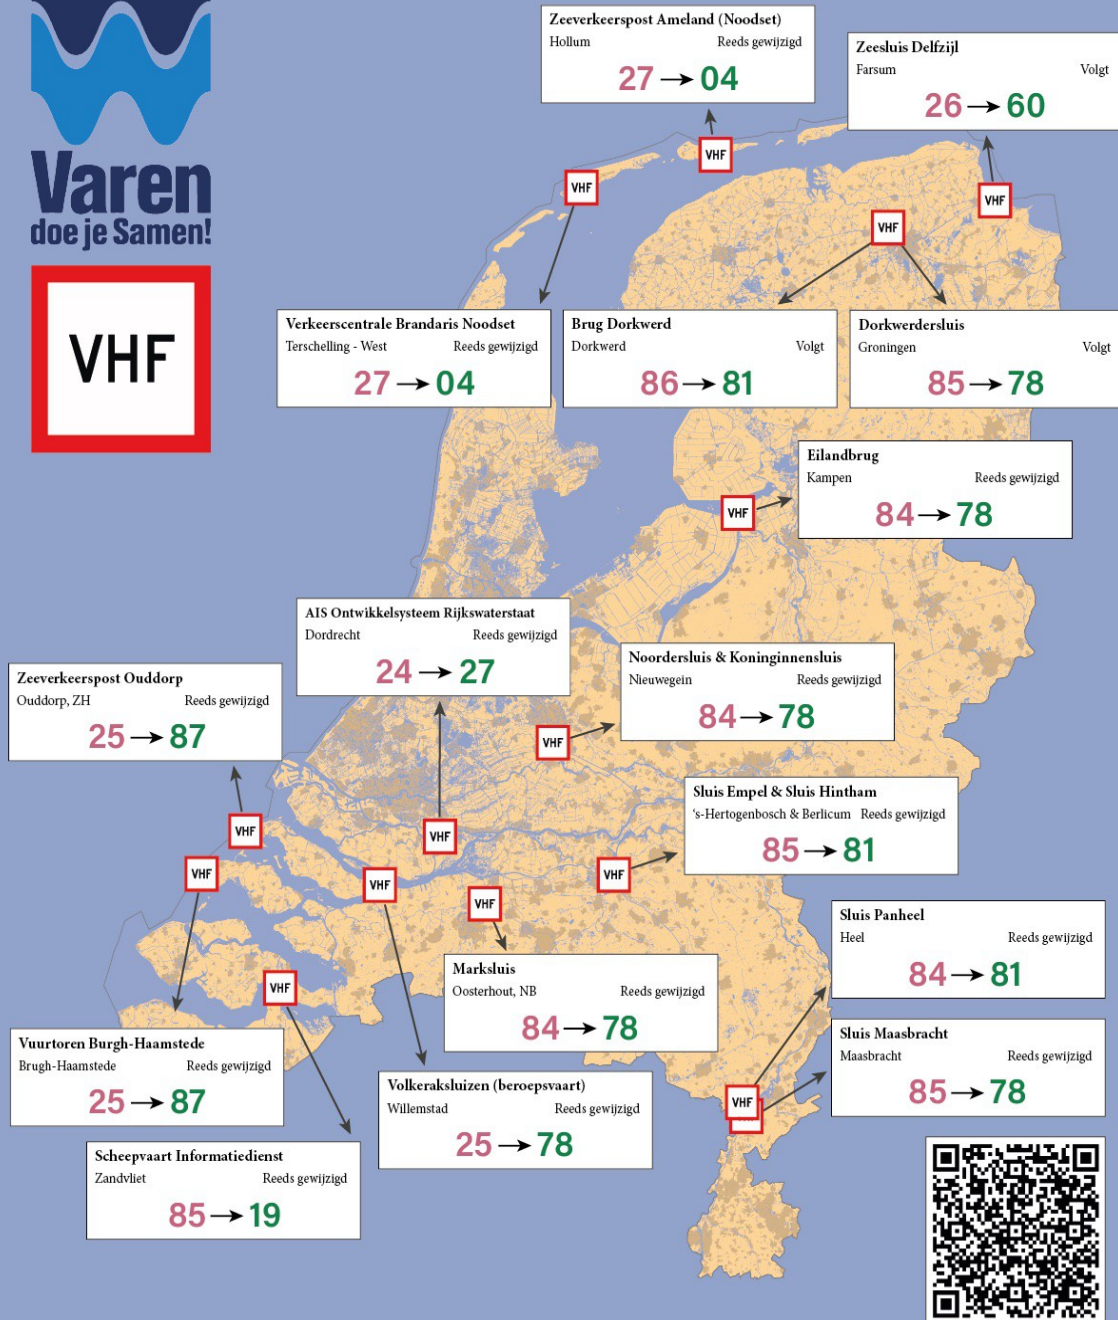 Varen
doe je Samen!
VHF
Zeeverkeerspost Ameland (Noodset)
Hollum Reeds gewijzigd
27 → 04
Zeesluis Delfzijl
Farsum Volgt
26 → 60
VHF
VHF
VHF
VHF
Verkeerscentrale Brandaris Noodset
Terschelling - West Reeds gewijzigd
27 → 04
Brug Dorkwerd
Dorkwerd Volgt
86 → 81
Dorkwerdersluis
Groningen Volgt
85 → 78
Eilandbrug
Kampen Reeds gewijzigd
84 → 78
VHF
AIS Ontwikkelsysteem Rijkswaterstaat
Dordrecht Reeds gewijzigd
24 → 27
Noordersluis & Koninginnensluis
Nieuwegein Reeds gewijzigd
84 → 78
Zeeverkeerspost Ouddorp
Ouddorp, ZH Reeds gewijzigd
25 → 87
VHF
Sluis Empel & Sluis Hintham
's-Hertogenbosch & Berlicum Reeds gewijzigd
85 → 81
VHF
VHF
VHF
VHF
VHF
VHF
Sluis Panheel
Heel Reeds gewijzigd
84 → 81
Marksluis
Oosterhout, NB Reeds gewijzigd
84 → 78
VHF
Sluis Maasbracht
Maasbracht Reeds gewijzigd
85 → 78
Vuurtoren Burgh-Haamstede
Brugh-Haamstede Reeds gewijzigd
25 → 87
Volkeraksluizen (beroepsvaart)
Willemstad Reeds gewijzigd
25 → 78
VHF
Scheepvaart Informatiedienst
Zandvliet Reeds gewijzigd
85 → 19